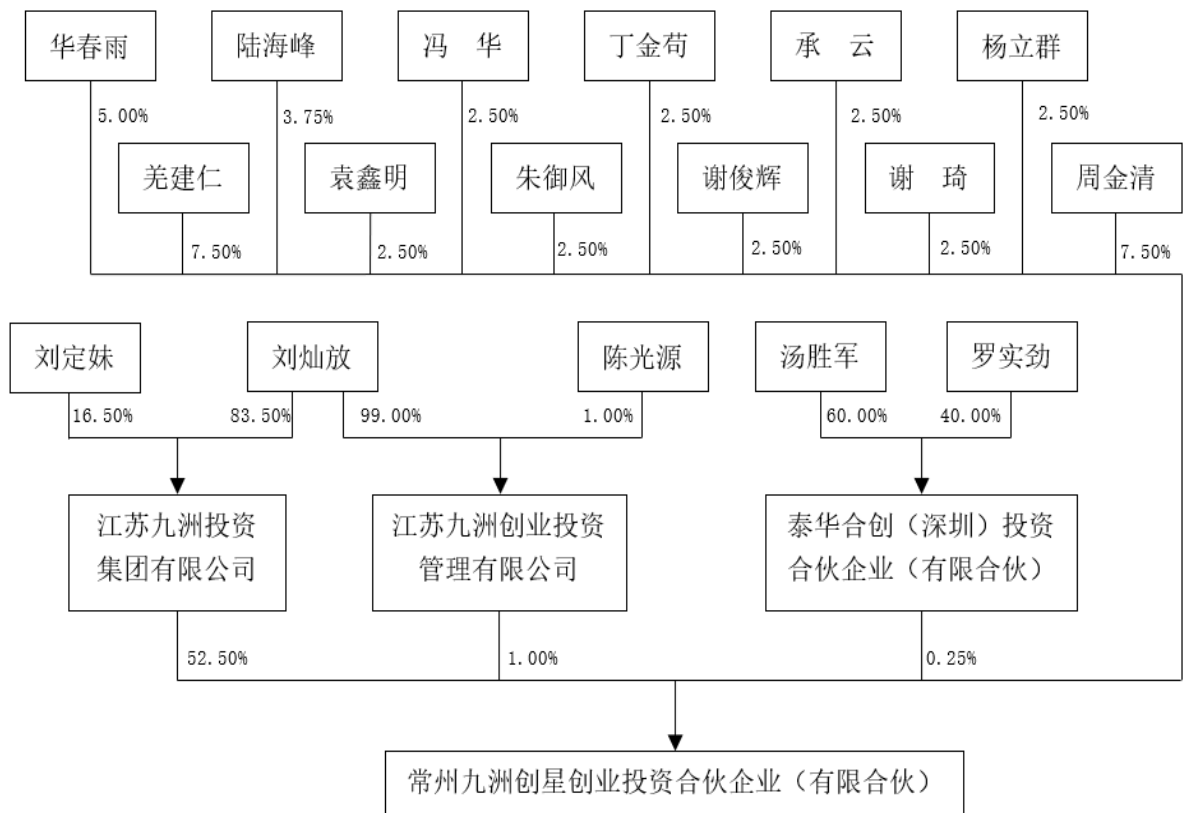 华春雨
陆海峰
冯　华
丁金苟
承　云
杨立群
5.00%
3.75%
2.50%
2.50%
2.50%
2.50%
羌建仁
袁鑫明
朱御风
谢俊辉
谢　琦
周金清
7.50%
2.50%
2.50%
2.50%
2.50%
7.50%
刘定妹
刘灿放
陈光源
汤胜军
罗实劲
16.50%
83.50%
99.00%
1.00%
60.00%
40.00%
江苏九洲投资
集团有限公司
江苏九洲创业投资
管理有限公司
泰华合创（深圳）投资
合伙企业（有限合伙）
52.50%
1.00%
0.25%
常州九洲创星创业投资合伙企业（有限合伙）